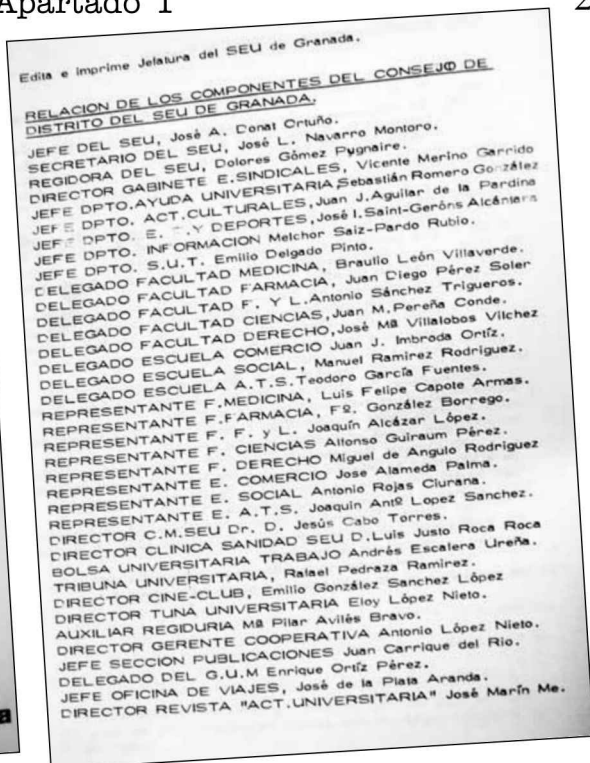 Apartado 1
2
Edita e imprime Jefatura del SEU de Granada.
RELACION DE LOS COMPONENTES DEL CONSEJO DE
DISTRITO DEL SEU DE GRANADA.
JEFE DEL SEU, José A. Donat Ortuño.
SECRETARIO DEL SEU, José L. Navarro Montoro.
REGIDORA DEL SEU, Dolores Gómez Pygnaire.
DIRECTOR GABINETE E.SINDICALES, Vicente Merino Garrido
JEFE DPTO.AYUDA UNIVERSITARIA Sebastián Romero González
JEFE DPTO. ACT.CULTURALES, Juan J.Aguilar de la Pardina
JEFE DPTO. E. .Y DEPORTES, José I.Saint-Geróns Alcántara
JEFE DPTO. INFORMACION Melchor Saiz-Pardo Rubio.
JEFE DPTO. S.U.T. Emilio Delgado Pinto.
DELEGADO FACULTAD MEDICINA, Braulio León Villaverde.
DELEGADO FACULTAD FARMACIA, Juan Diego Pérez Soler
DELEGADO FACULTAD F. Y L.Antonio Sánchez Trigueros.
DELEGADO FACULTAD CIENCIAS, Juan M.Pereña Conde.
DELEGADO FACULTAD DERECHO, José Mª Villalobos Vilchez
DELEGADO ESCUELA COMERCIO Juan J. Imbroda Ortíz.
DELEGADO ESCUELA SOCIAL, Manuel Ramirez Rodriguez.
DELEGADO ESCUELA A.T.S.Teodoro García Fuentes.
REPRESENTANTE F.MEDICINA, Luis Felipe Capote Armas.
REPRESENTANTE F.FARMACIA, Fº. González Borrego.
REPRESENTANTE F. F. y L. Joaquín Alcázar López.
REPRESENTANTE F. CIENCIAS Alfonso Guiraum Pérez.
REPRESENTANTE F. DERECHO Miguel de Angulo Rodriguez
REPRESENTANTE E. COMERCIO Jose Alameda Palma.
REPRESENTANTE E. SOCIAL Antonio Rojas Ciurana.
REPRESENTANTE E. A.T.S. Joaquin Antº Lopez Sanchez.
DIRECTOR C.M.SEU Dr. D. Jesús Cabo Torres.
DIRECTOR CLINICA SANIDAD SEU D.Luis Justo Roca Roca
BOLSA UNIVERSITARIA TRABAJO Andrés Escalera Ureña.
TRIBUNA UNIVERSITARIA, Rafael Pedraza Ramirez.
DIRECTOR CINE-CLUB, Emilio González Sanchez López
DIRECTOR TUNA UNIVERSITARIA Eloy López Nieto.
AUXILIAR REGIDURIA Mª Pilar Avilés Bravo.
DIRECTOR GERENTE COOPERATIVA Antonio López Nieto.
JEFE SECCION PUBLICACIONES Juan Carrique del Rio.
DELEGADO DEL G.U.M Enrique Ortíz Pérez.
JEFE OFICINA DE VIAJES, José de la Plata Aranda.
DIRECTOR REVISTA "ACT.UNIVERSITARIA" José Marín Me.